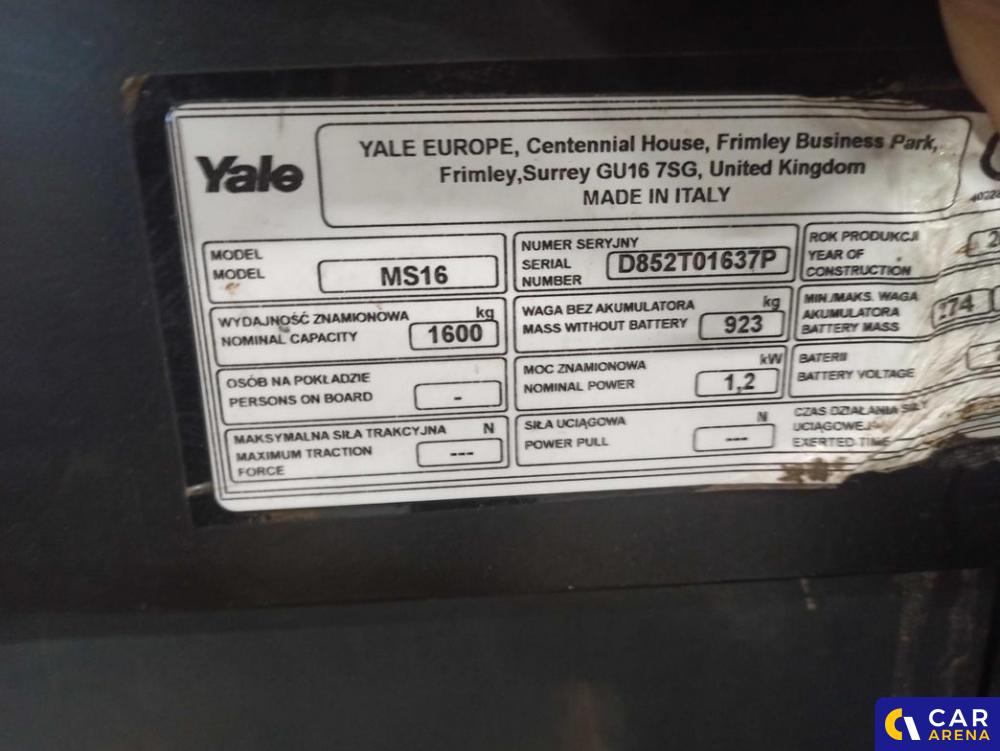 Yale
YALE EUROPE, Centennial House, Frimley Business Park,
Frimley,Surrey GU16 7SG, United Kingdom
MADE IN ITALY
MODEL
MODEL
MS16
NUMER SERYJNY
SERIAL
NUMBER
D852T01637P
ROK PRODUKCJI
YEAR OF
CONSTRUCTION
WYDAJNOŚĆ ZNAMIONOWA kg
NOMINAL CAPACITY
1600
WAGA BEZ AKUMULATORA kg
MASS WITHOUT BATTERY
923
MIN./MAKS. WAGA
AKUMULATORA
BATTERY MASS
OSÓB NA POKŁADZIE
PERSONS ON BOARD
-
MOC ZNAMIONOWA kW
NOMINAL POWER
1,2
BATERII
BATTERY VOLTAGE
MAKSYMALNA SIŁA TRAKCYJNA N
MAXIMUM TRACTION
FORCE
---
SIŁA UCIĄGOWA N
POWER PULL
---
CZAS DZIAŁANIA SIŁY
UCIĄGOWEJ
EXERTED TIME
CAR
ARENA